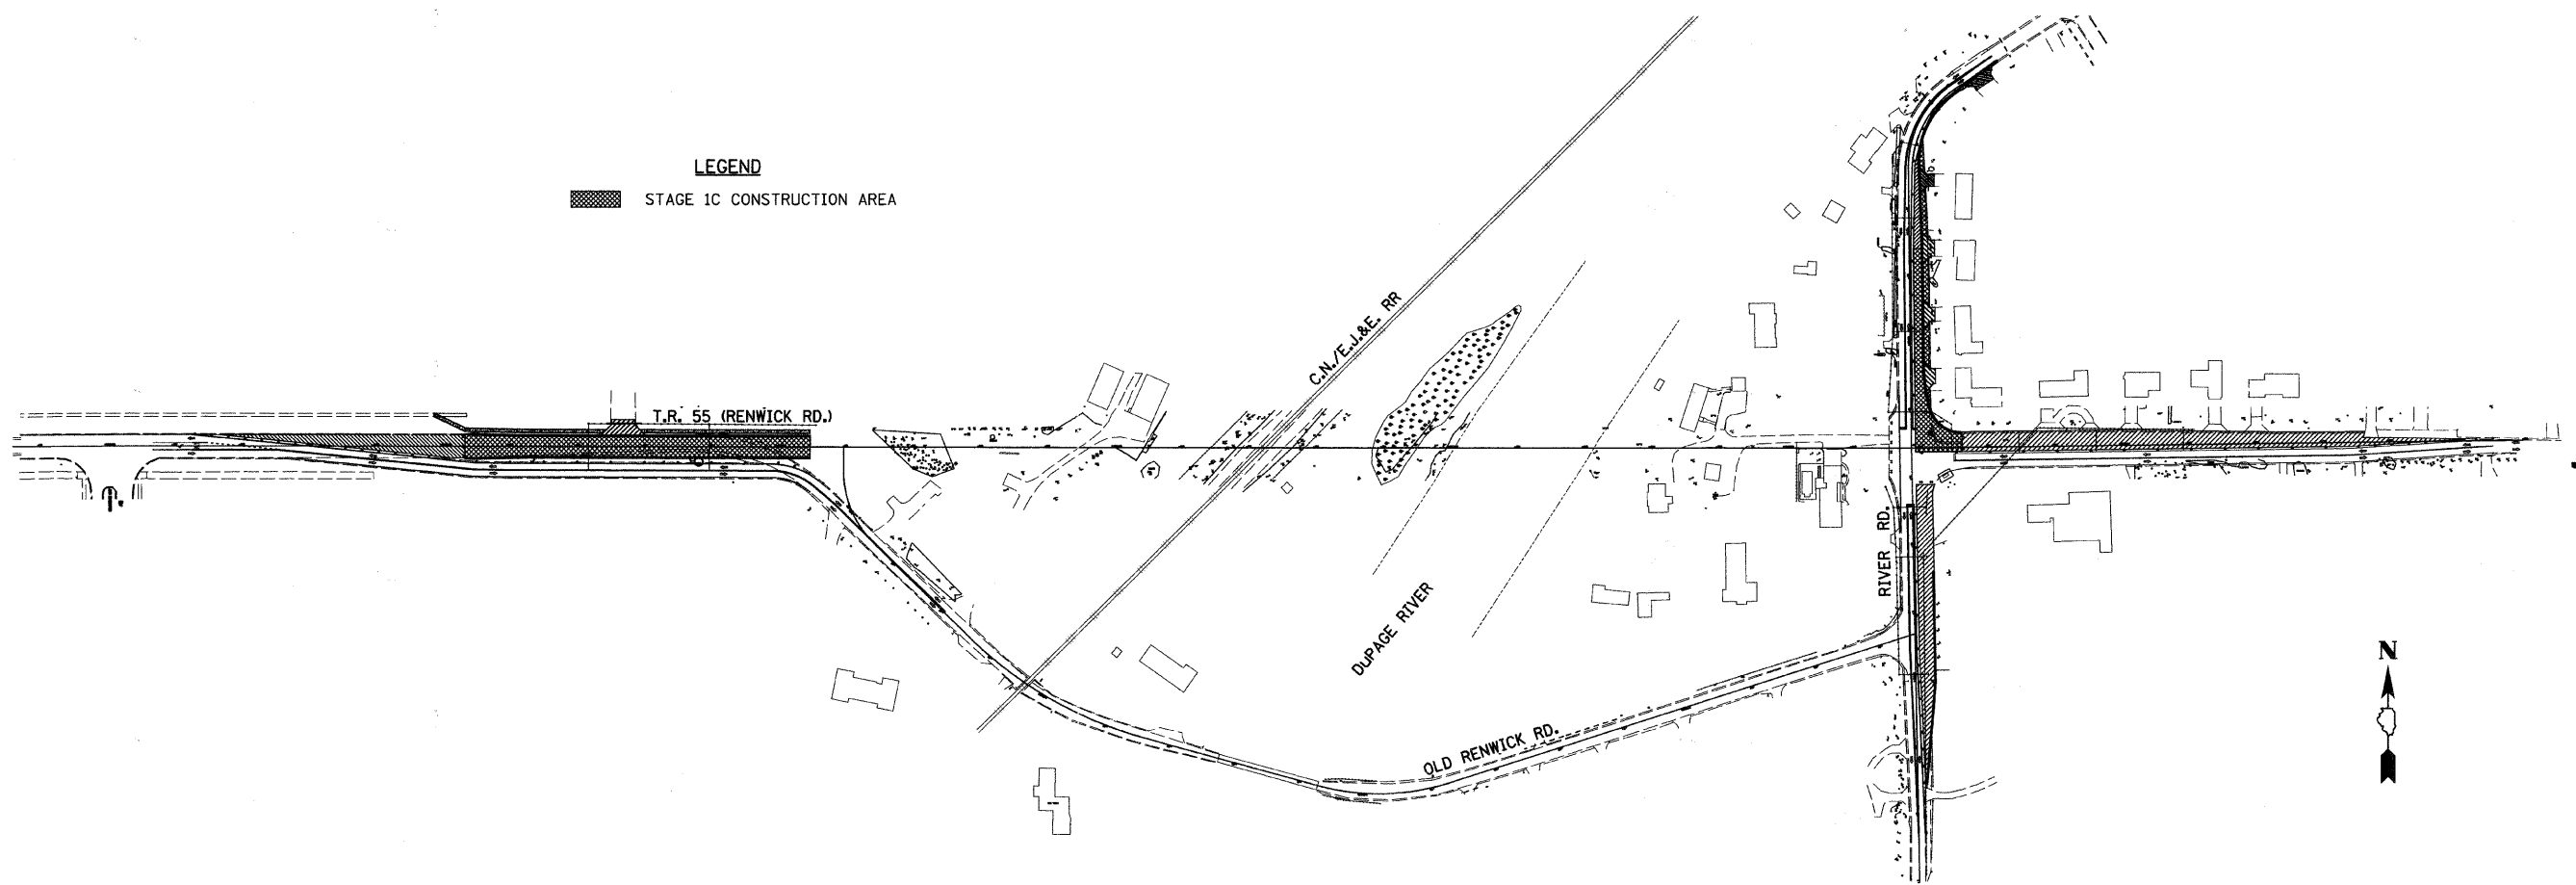 LEGEND
STAGE 1C CONSTRUCTION AREA
C.N./E.J.&E. RR
T.R. 55 (RENWICK RD.)
RIVER RD.
DuPAGE RIVER
OLD RENWICK RD.
N